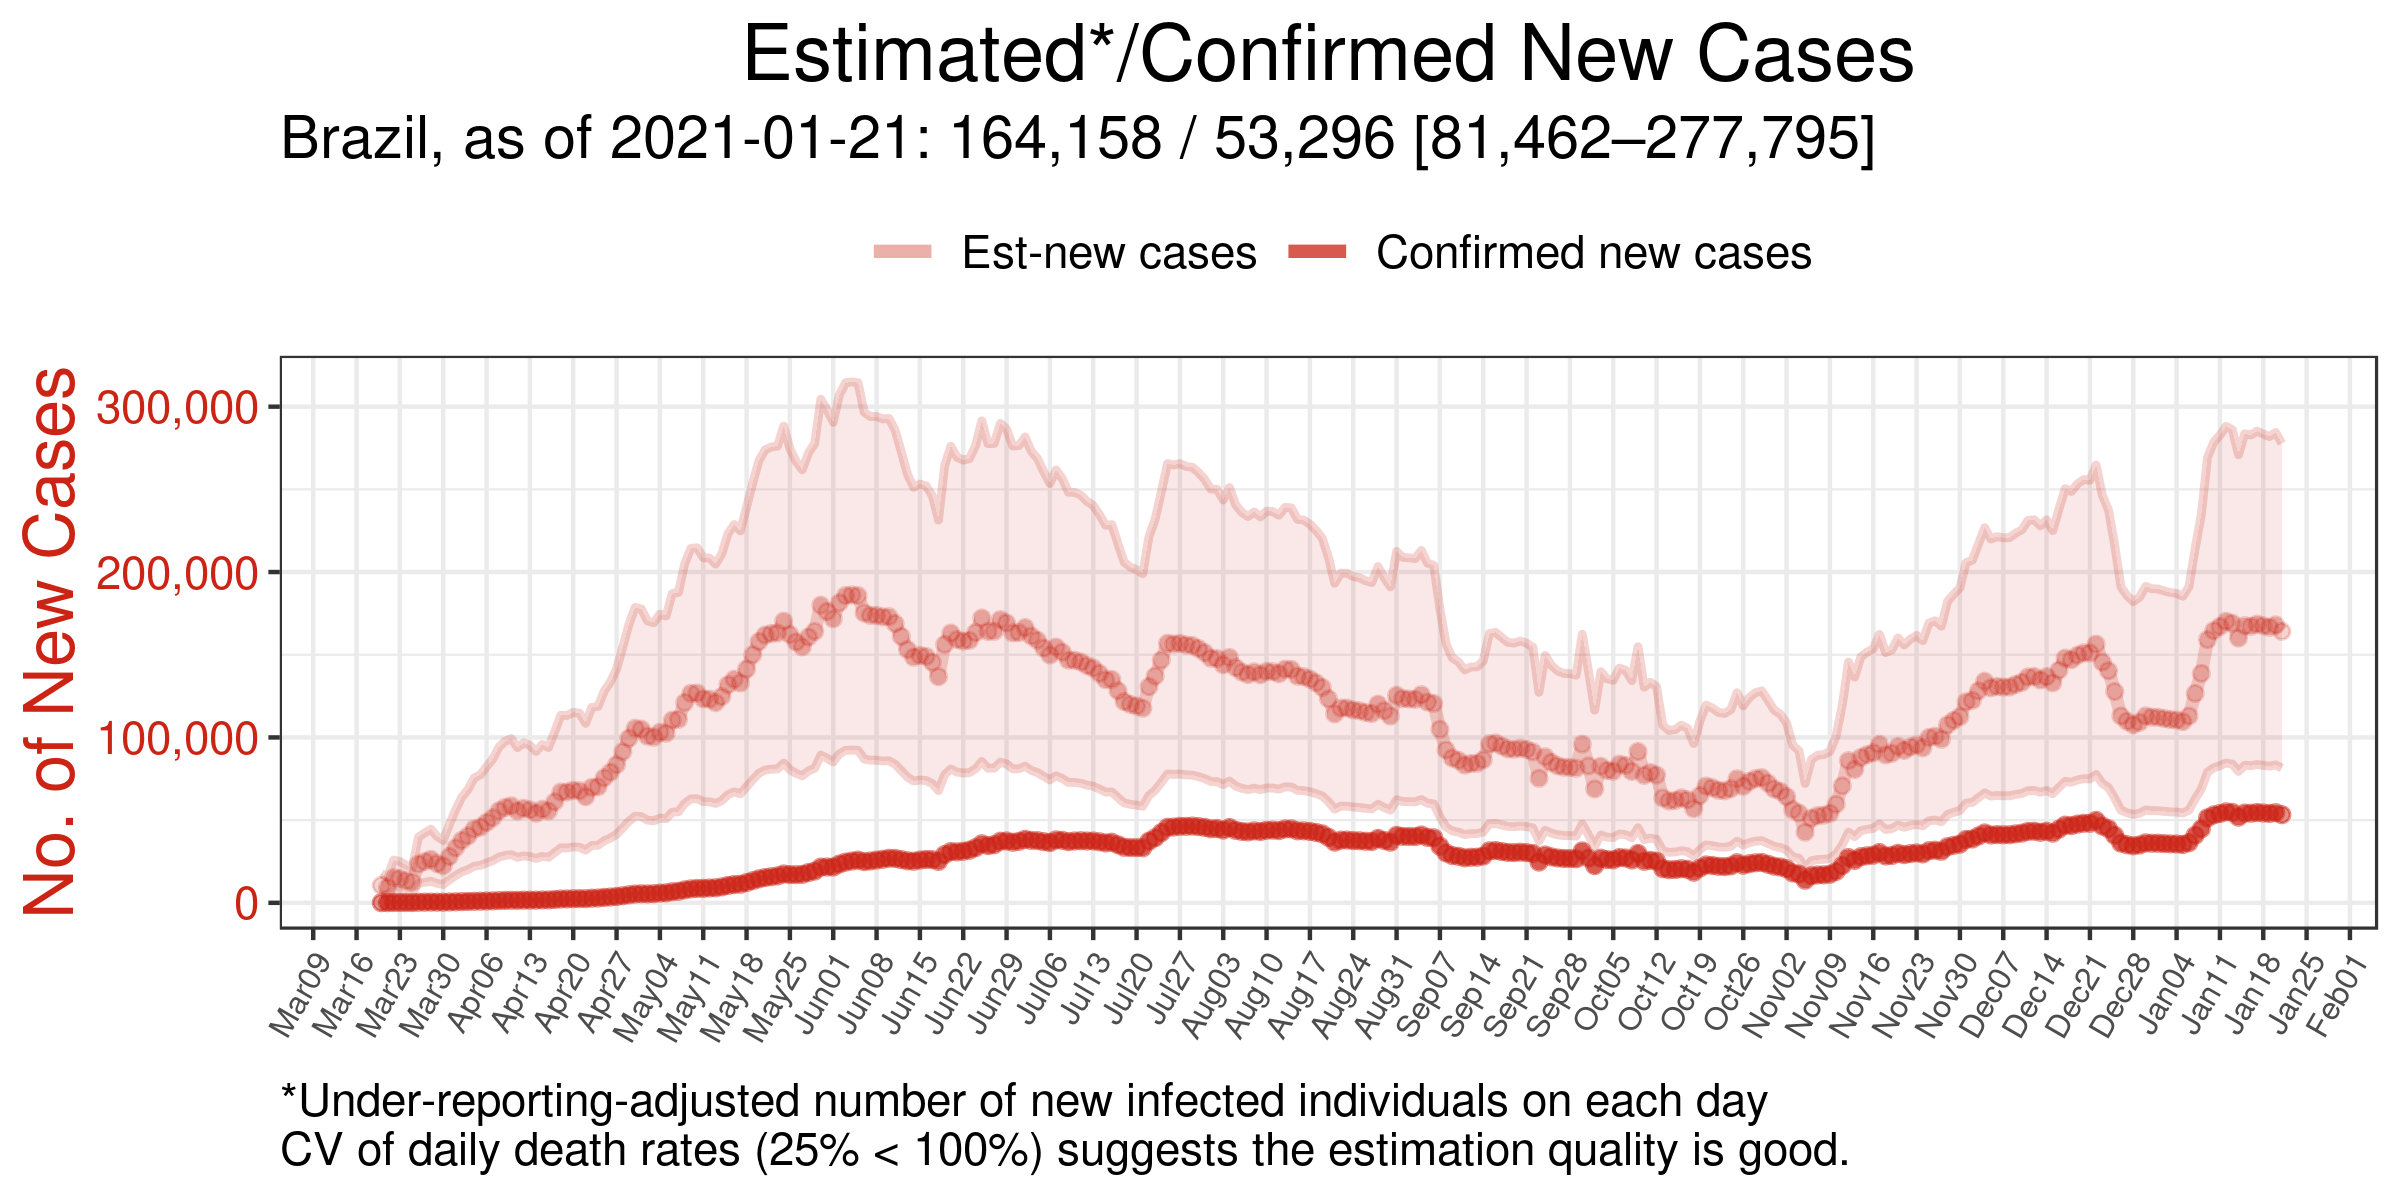 Estimated*/Confirmed New Cases
Brazil, as of 2021-01-21: 164,158 / 53,296 [81,462–277,795]
Est-new cases Confirmed new cases
No. of New Cases
300,000
200,000
100,000
0
Mar09 Mar16 Mar23 Mar30 Apr06 Apr13 Apr20 Apr27 May04 May11 May18 May25 Jun01 Jun08 Jun15 Jun22 Jun29 Jul06 Jul13 Jul20 Jul27 Aug03 Aug10 Aug17 Aug24 Aug31 Sep07 Sep14 Sep21 Sep28 Oct05 Oct12 Oct19 Oct26 Nov02 Nov09 Nov16 Nov23 Nov30 Dec07 Dec14 Dec21 Dec28 Jan04 Jan11 Jan18 Jan25 Feb01
*Under-reporting-adjusted number of new infected individuals on each day
CV of daily death rates (25% < 100%) suggests the estimation quality is good.